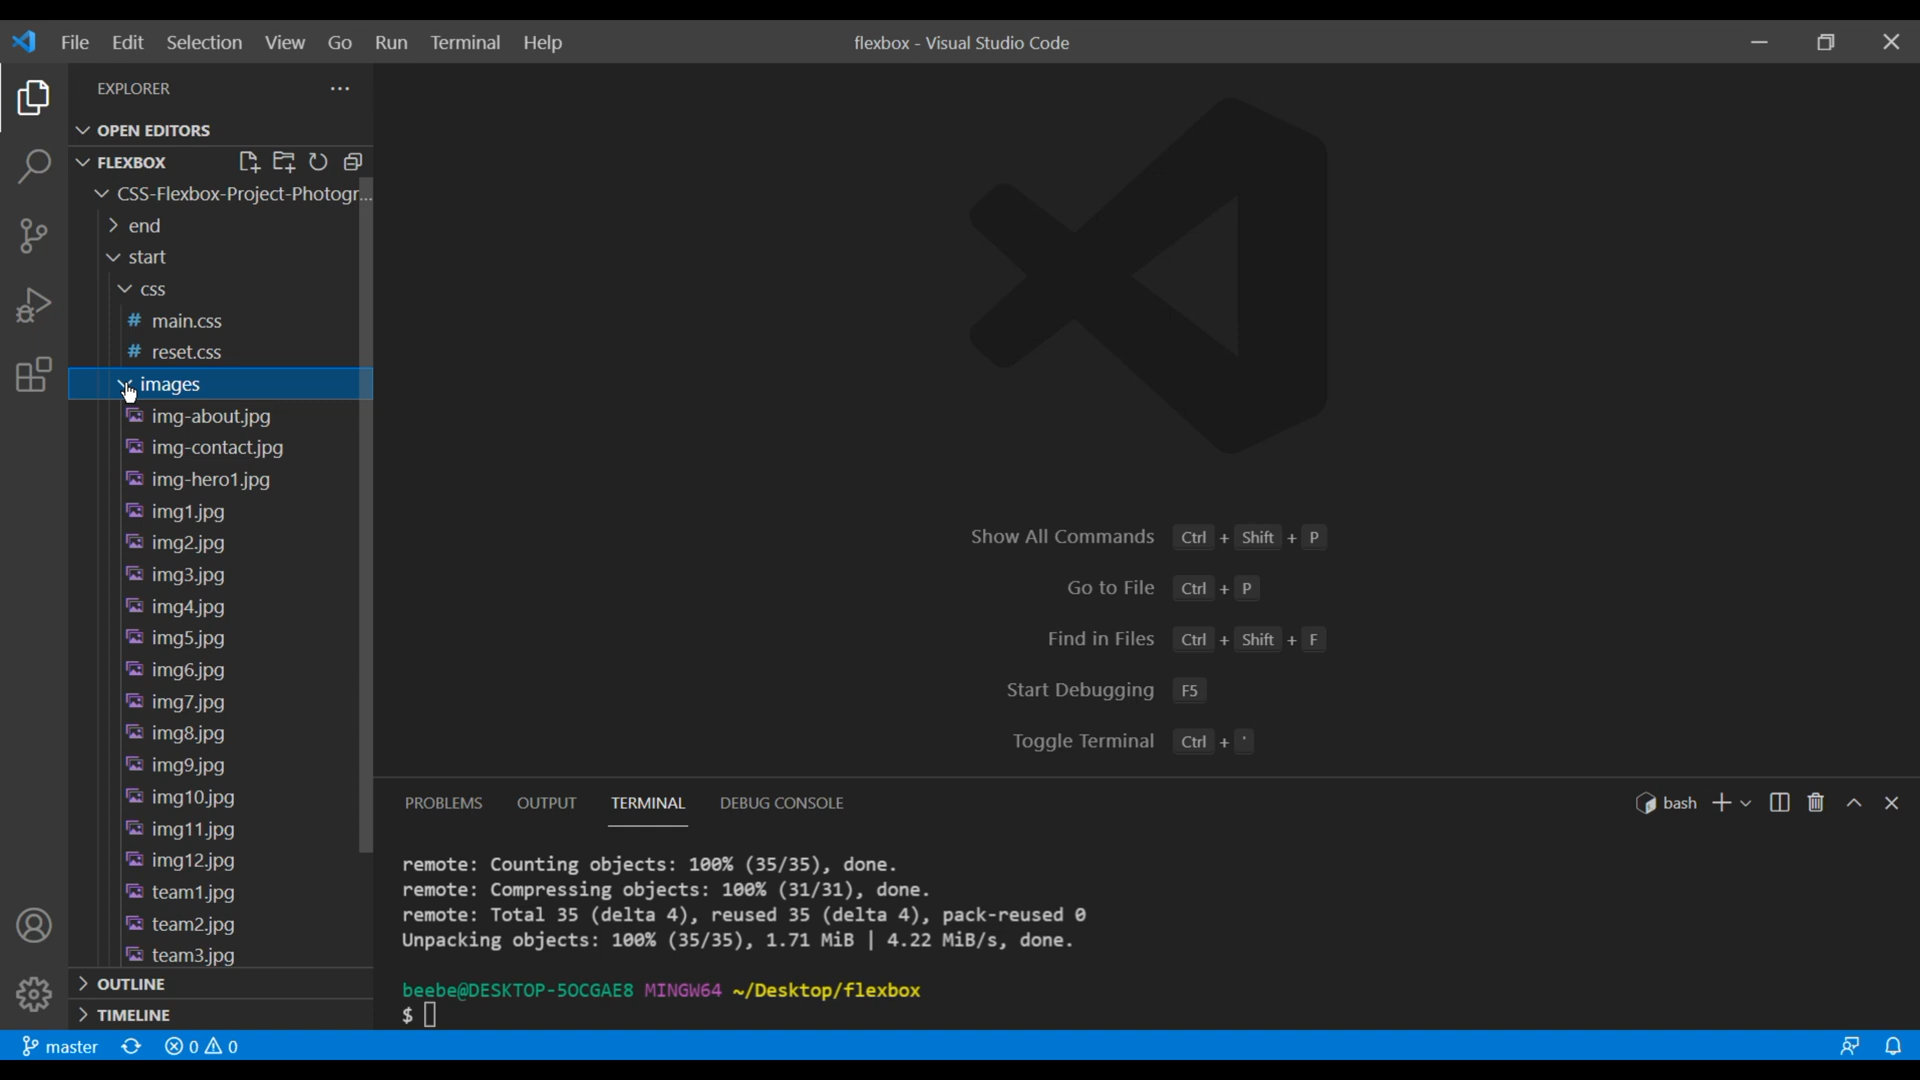 File Edit Selection View Go Run Terminal Help
flexbox - Visual Studio Code
EXPLORER
OPEN EDITORS
FLEXBOX
CSS-Flexbox-Project-Photogr...
end
start
css
# main.css
# reset.css
images
img-about.jpg
img-contact.jpg
img-hero1.jpg
img1.jpg
img2.jpg
img3.jpg
img4.jpg
img5.jpg
img6.jpg
img7.jpg
img8.jpg
img9.jpg
img10.jpg
img11.jpg
img12.jpg
team1.jpg
team2.jpg
team3.jpg
OUTLINE
TIMELINE
Show All Commands Ctrl + Shift + P
Go to File Ctrl + P
Find in Files Ctrl + Shift + F
Start Debugging F5
Toggle Terminal Ctrl + `
PROBLEMS OUTPUT TERMINAL DEBUG CONSOLE
bash
remote: Counting objects: 100% (35/35), done.
remote: Compressing objects: 100% (31/31), done.
remote: Total 35 (delta 4), reused 35 (delta 4), pack-reused 0
Unpacking objects: 100% (35/35), 1.71 MiB | 4.22 MiB/s, done.
beebe@DESKTOP-5OCGAE8 MINGW64 ~/Desktop/flexbox
$
master 0 0